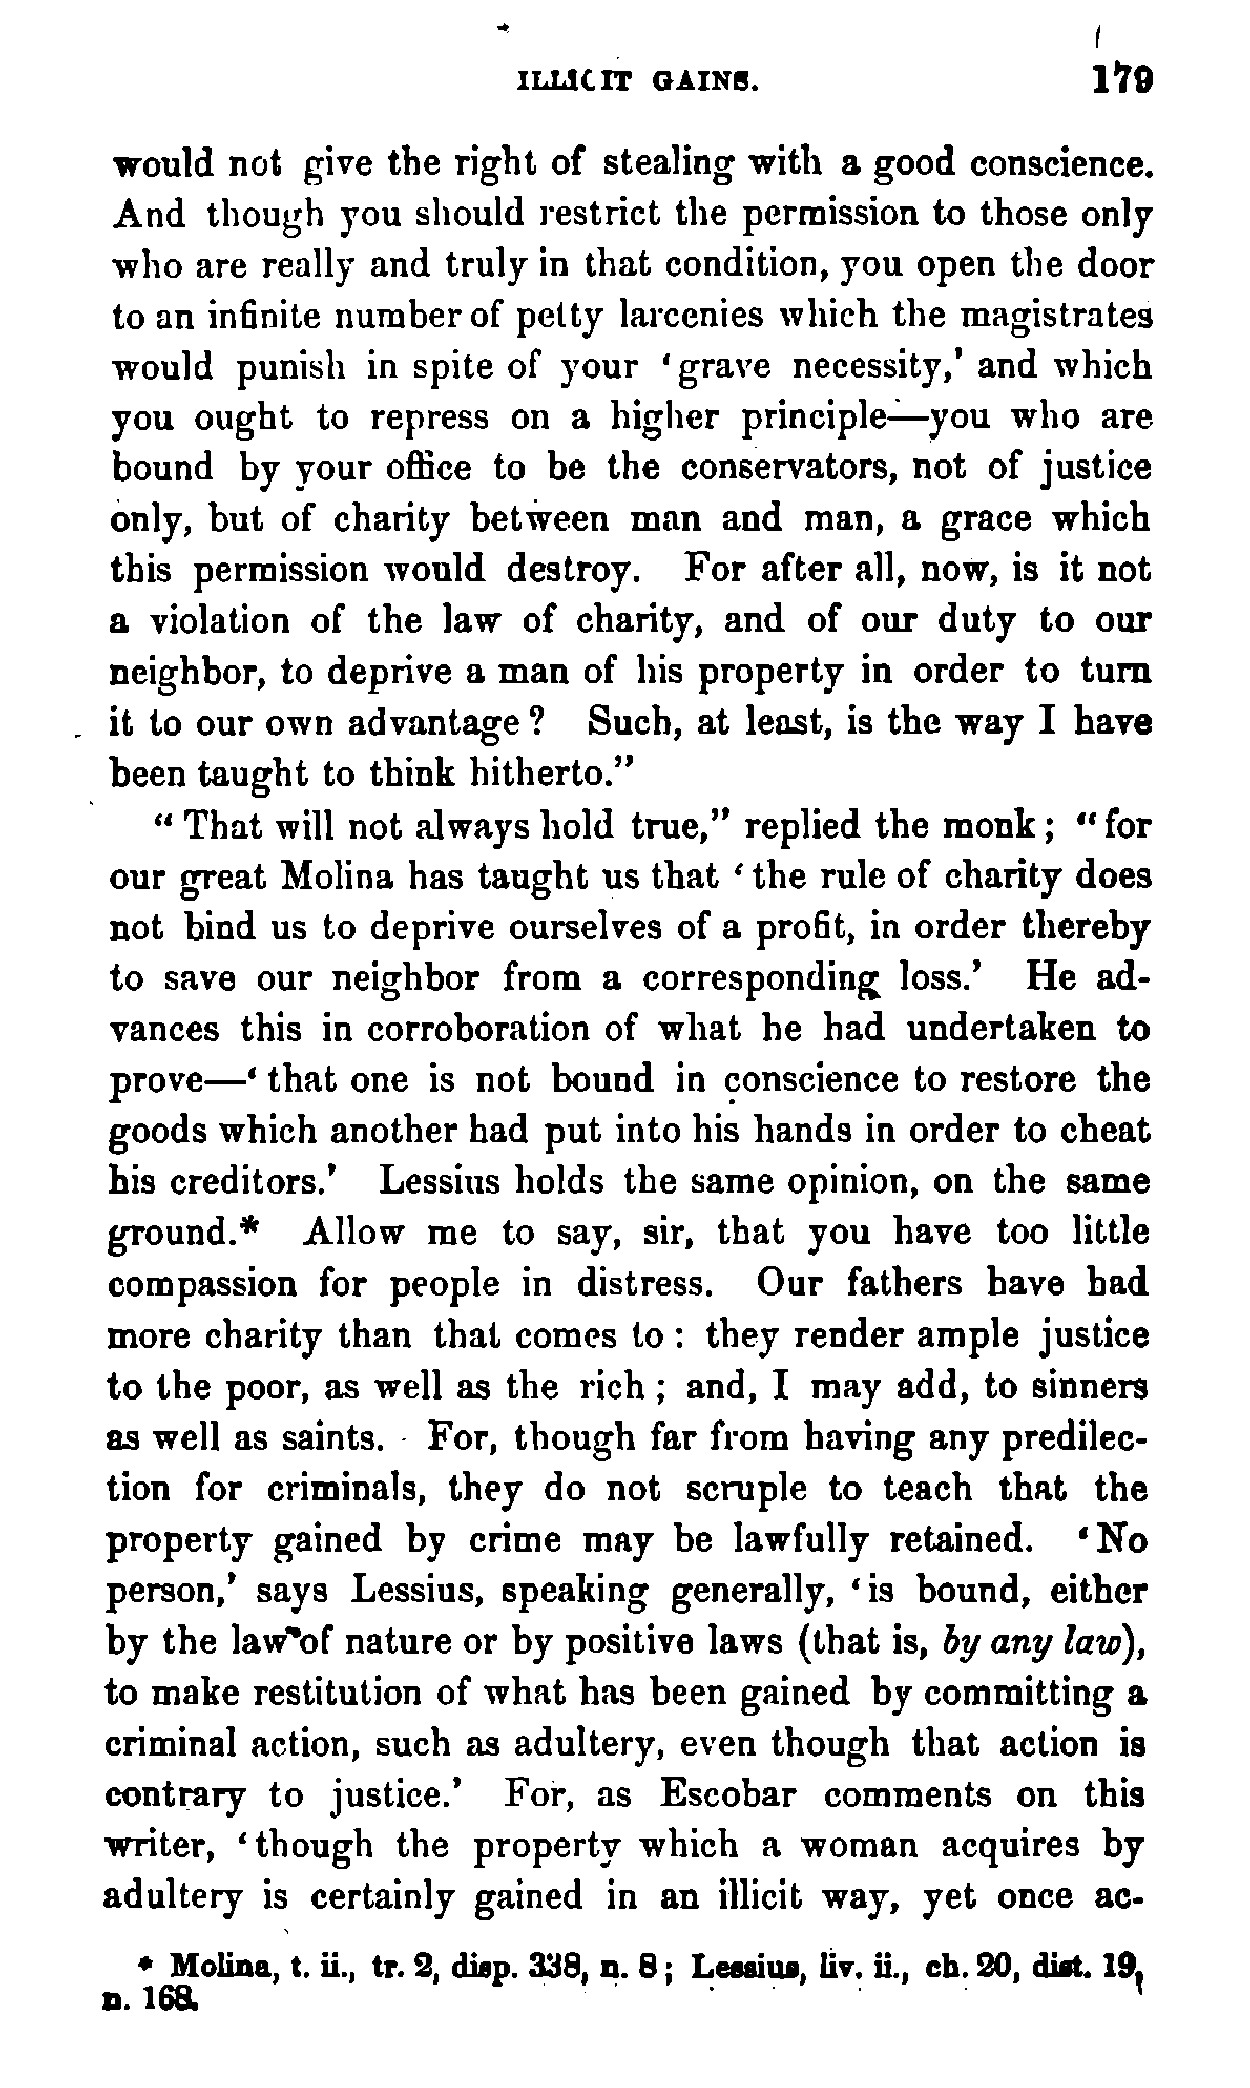 ILLICIT GAINS. 179
would not give the right of stealing with a good conscience.
And though you should restrict the permission to those only
who are really and truly in that condition, you open the door
to an infinite number of petty larcenies which the magistrates
would punish in spite of your ‘grave necessity,’ and which
you ought to repress on a higher principle—you who are
bound by your office to be the conservators, not of justice
only, but of charity between man and man, a grace which
this permission would destroy. For after all, now, is it not
a violation of the law of charity, and of our duty to our
neighbor, to deprive a man of his property in order to turn
it to our own advantage? Such, at least, is the way I have
been taught to think hitherto.”
“That will not always hold true,” replied the monk; “for
our great Molina has taught us that ‘the rule of charity does
not bind us to deprive ourselves of a profit, in order thereby
to save our neighbor from a corresponding loss.’ He ad-
vances this in corroboration of what he had undertaken to
prove—‘that one is not bound in conscience to restore the
goods which another had put into his hands in order to cheat
his creditors.’ Lessius holds the same opinion, on the same
ground.* Allow me to say, sir, that you have too little
compassion for people in distress. Our fathers have had
more charity than that comes to: they render ample justice
to the poor, as well as the rich; and, I may add, to sinners
as well as saints. For, though far from having any predilec-
tion for criminals, they do not scruple to teach that the
property gained by crime may be lawfully retained. ‘No
person,’ says Lessius, speaking generally, ‘is bound, either
by the law of nature or by positive laws (that is, by any law),
to make restitution of what has been gained by committing a
criminal action, such as adultery, even though that action is
contrary to justice.’ For, as Escobar comments on this
writer, ‘though the property which a woman acquires by
adultery is certainly gained in an illicit way, yet once ac-
* Molina, t. ii., tr. 2, disp. 338, n. 8; Lessius, liv. ii., ch. 20, dist. 19,
n. 168.